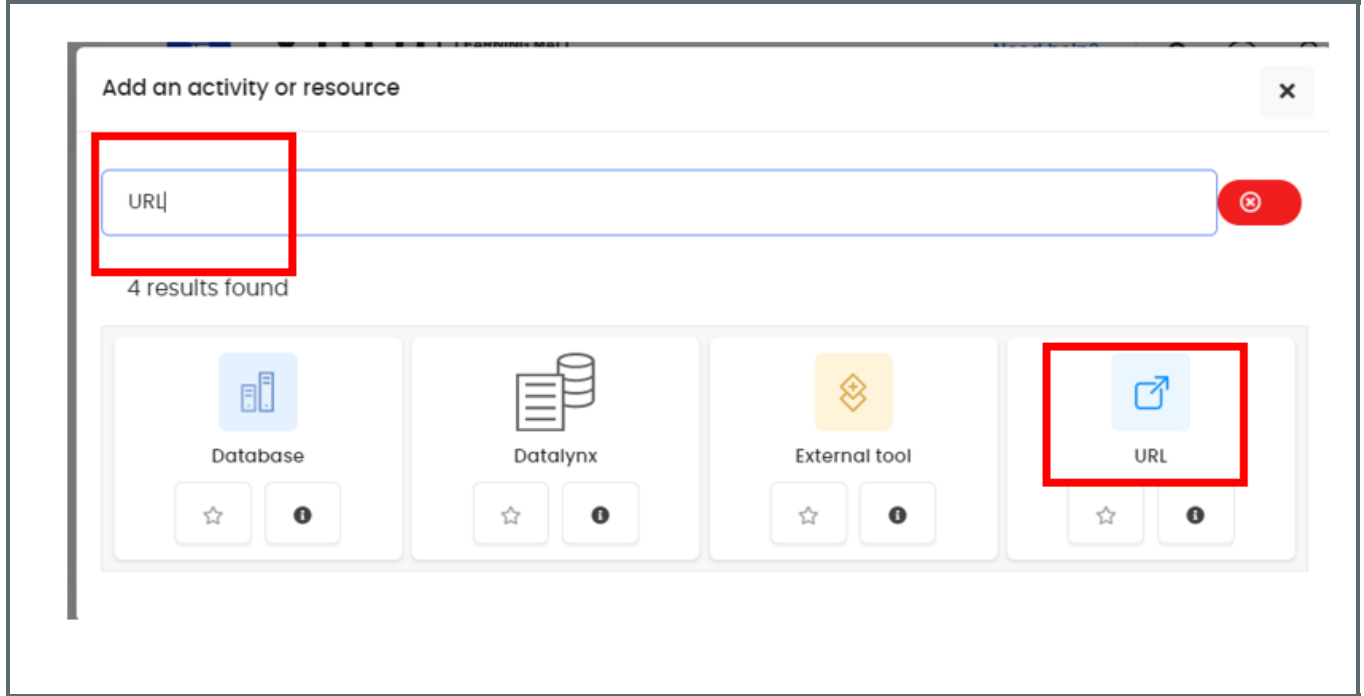 Add an activity or resource
URL
4 results found
Database
Datalynx
External tool
URL